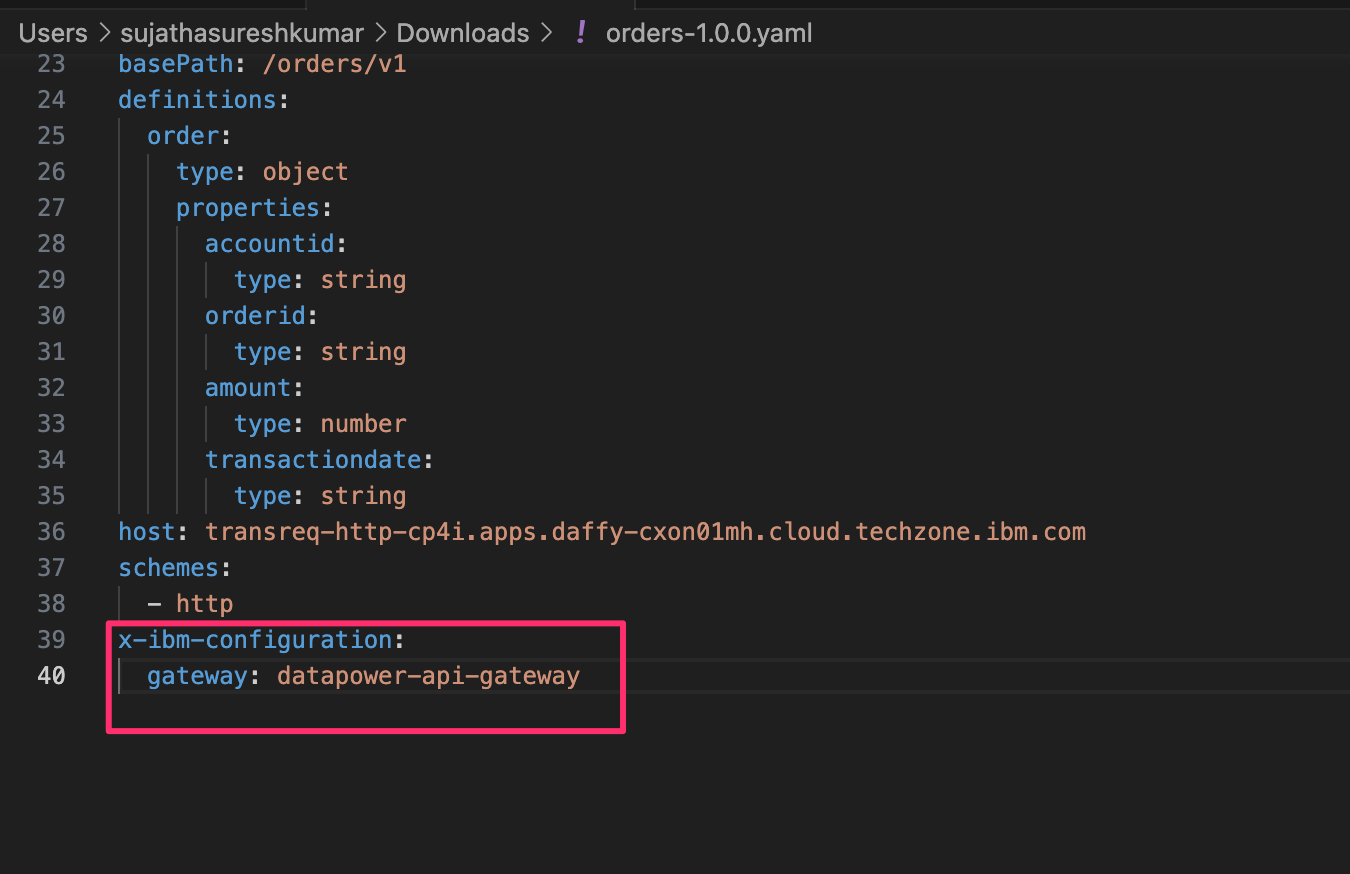 Users > sujathasureshkumar > Downloads > ! orders-1.0.0.yaml
23 basePath: /orders/v1
24 definitions:
25 order:
26 type: object
27 properties:
28 accountid:
29 type: string
30 orderid:
31 type: string
32 amount:
33 type: number
34 transactiondate:
35 type: string
36 host: transreq-http-cp4i.apps.daffy-cxon01mh.cloud.techzone.ibm.com
37 schemes:
38 - http
39 x-ibm-configuration:
40 gateway: datapower-api-gateway